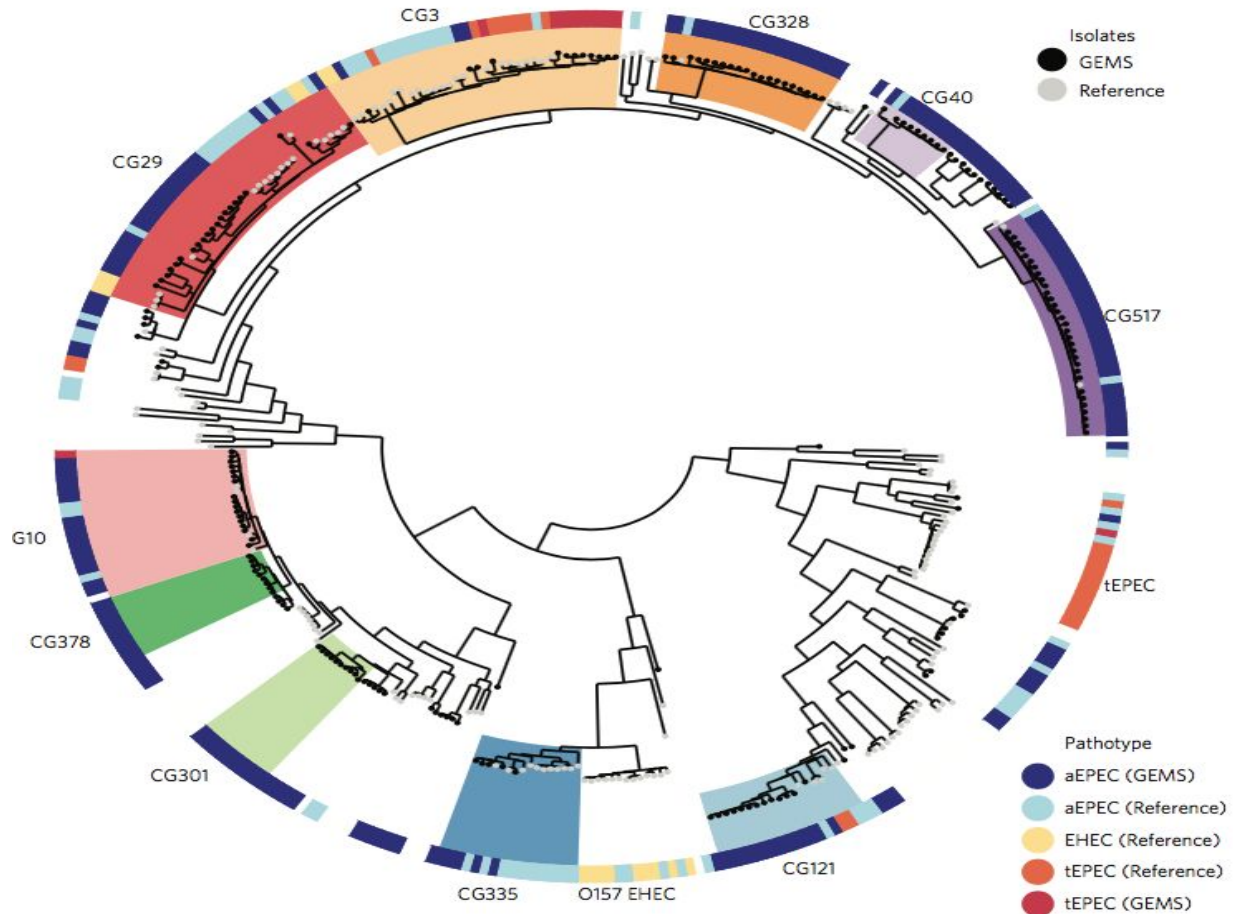 CG3
CG328
Isolates
GEMS
Reference
CG40
CG29
CG517
G10
tEPEC
CG378
CG301
CG335
O157 EHEC
CG121
Pathotype
aEPEC (GEMS)
aEPEC (Reference)
EHEC (Reference)
tEPEC (Reference)
tEPEC (GEMS)